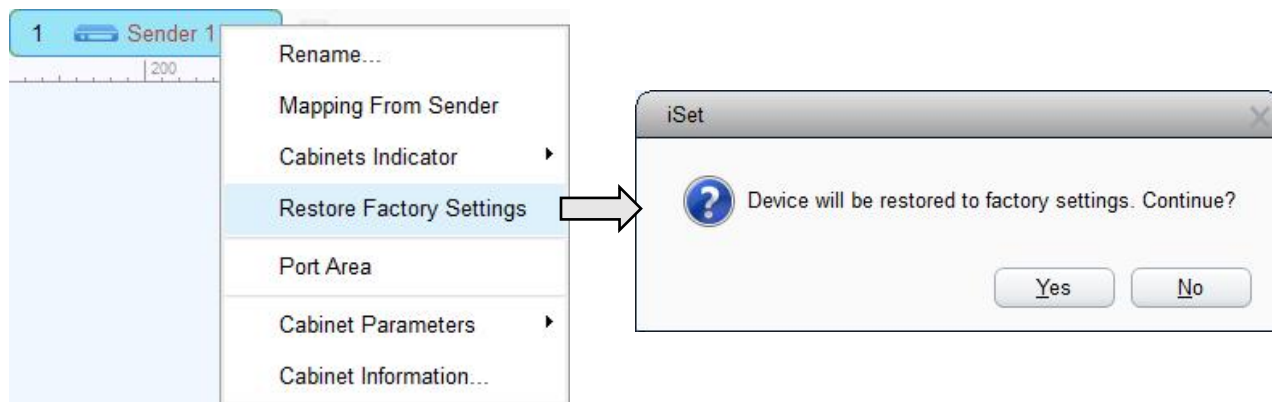 1 Sender 1
200
Rename...
Mapping From Sender
Cabinets Indicator
Restore Factory Settings
Port Area
Cabinet Parameters
Cabinet Information...
iSet
Device will be restored to factory settings. Continue?
Yes No